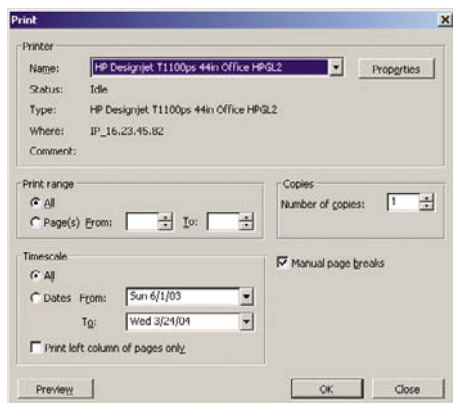 Print
Printer
Name: HP Designjet T1100ps 44in Office HPGL2 Properties
Status: Idle
Type: HP Designjet T1100ps 44in Office HPGL2
Where: IP_16.23.45.82
Comment:
Print range
All
Page(s) From: To:
Copies
Number of copies: 1
Timescale
All
Dates From: Sun 6/1/03
To: Wed 3/24/04
Print left column of pages only
Manual page breaks
Preview OK Close